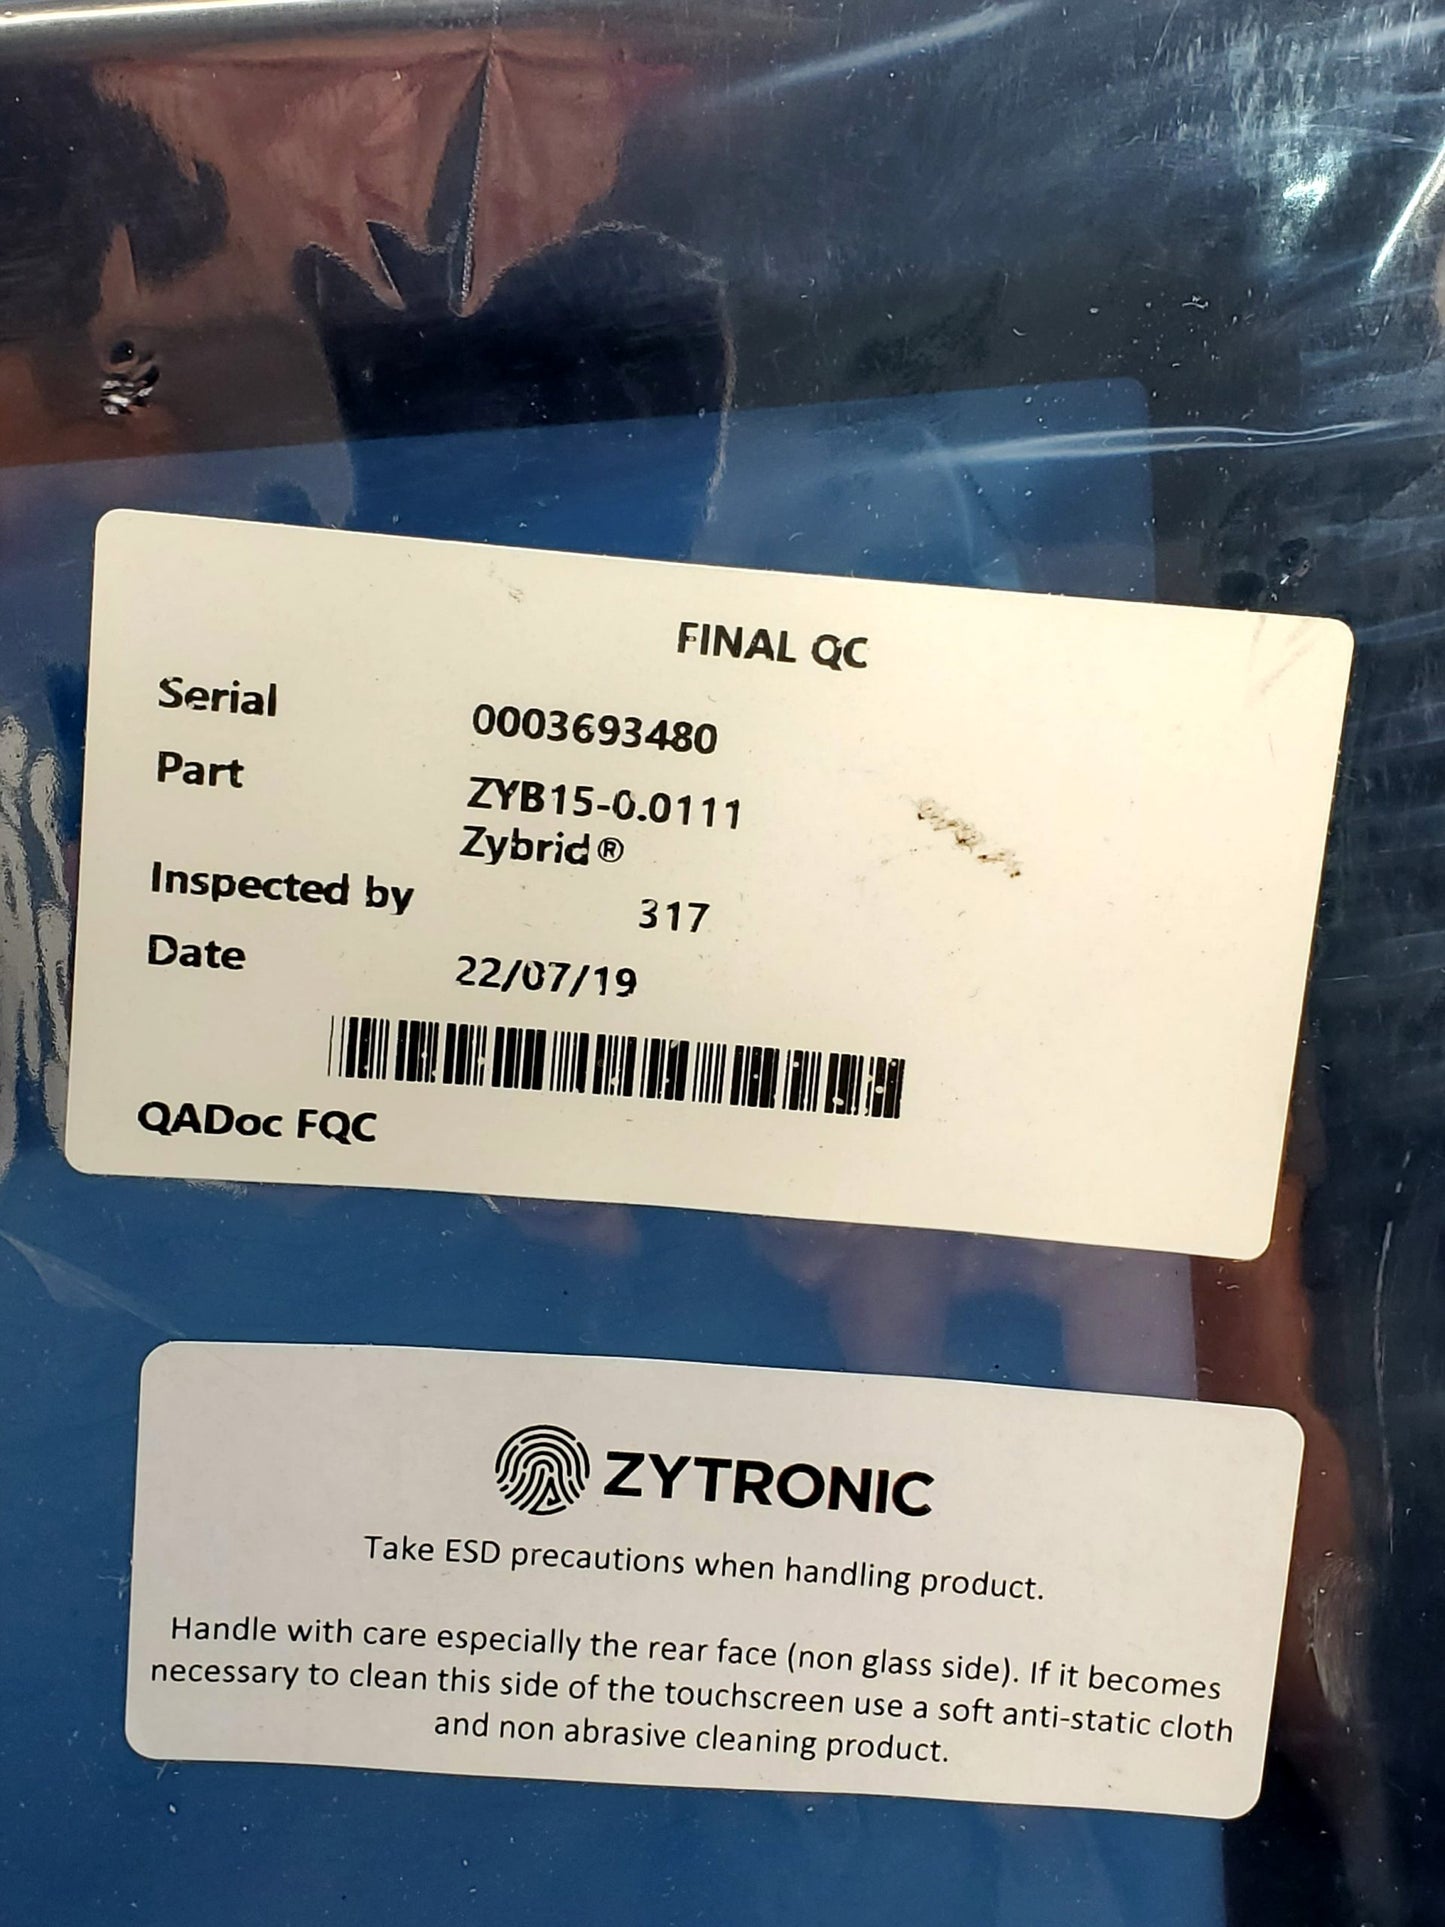 FINAL QC
Serial 0003693480
Part ZYB15-0.0111
Zybrid®
Inspected by 317
Date 22/07/19
QADoc FQC
ZYTRONIC
Take ESD precautions when handling product.
Handle with care especially the rear face (non glass side). If it becomes
necessary to clean this side of the touchscreen use a soft anti-static cloth
and non abrasive cleaning product.